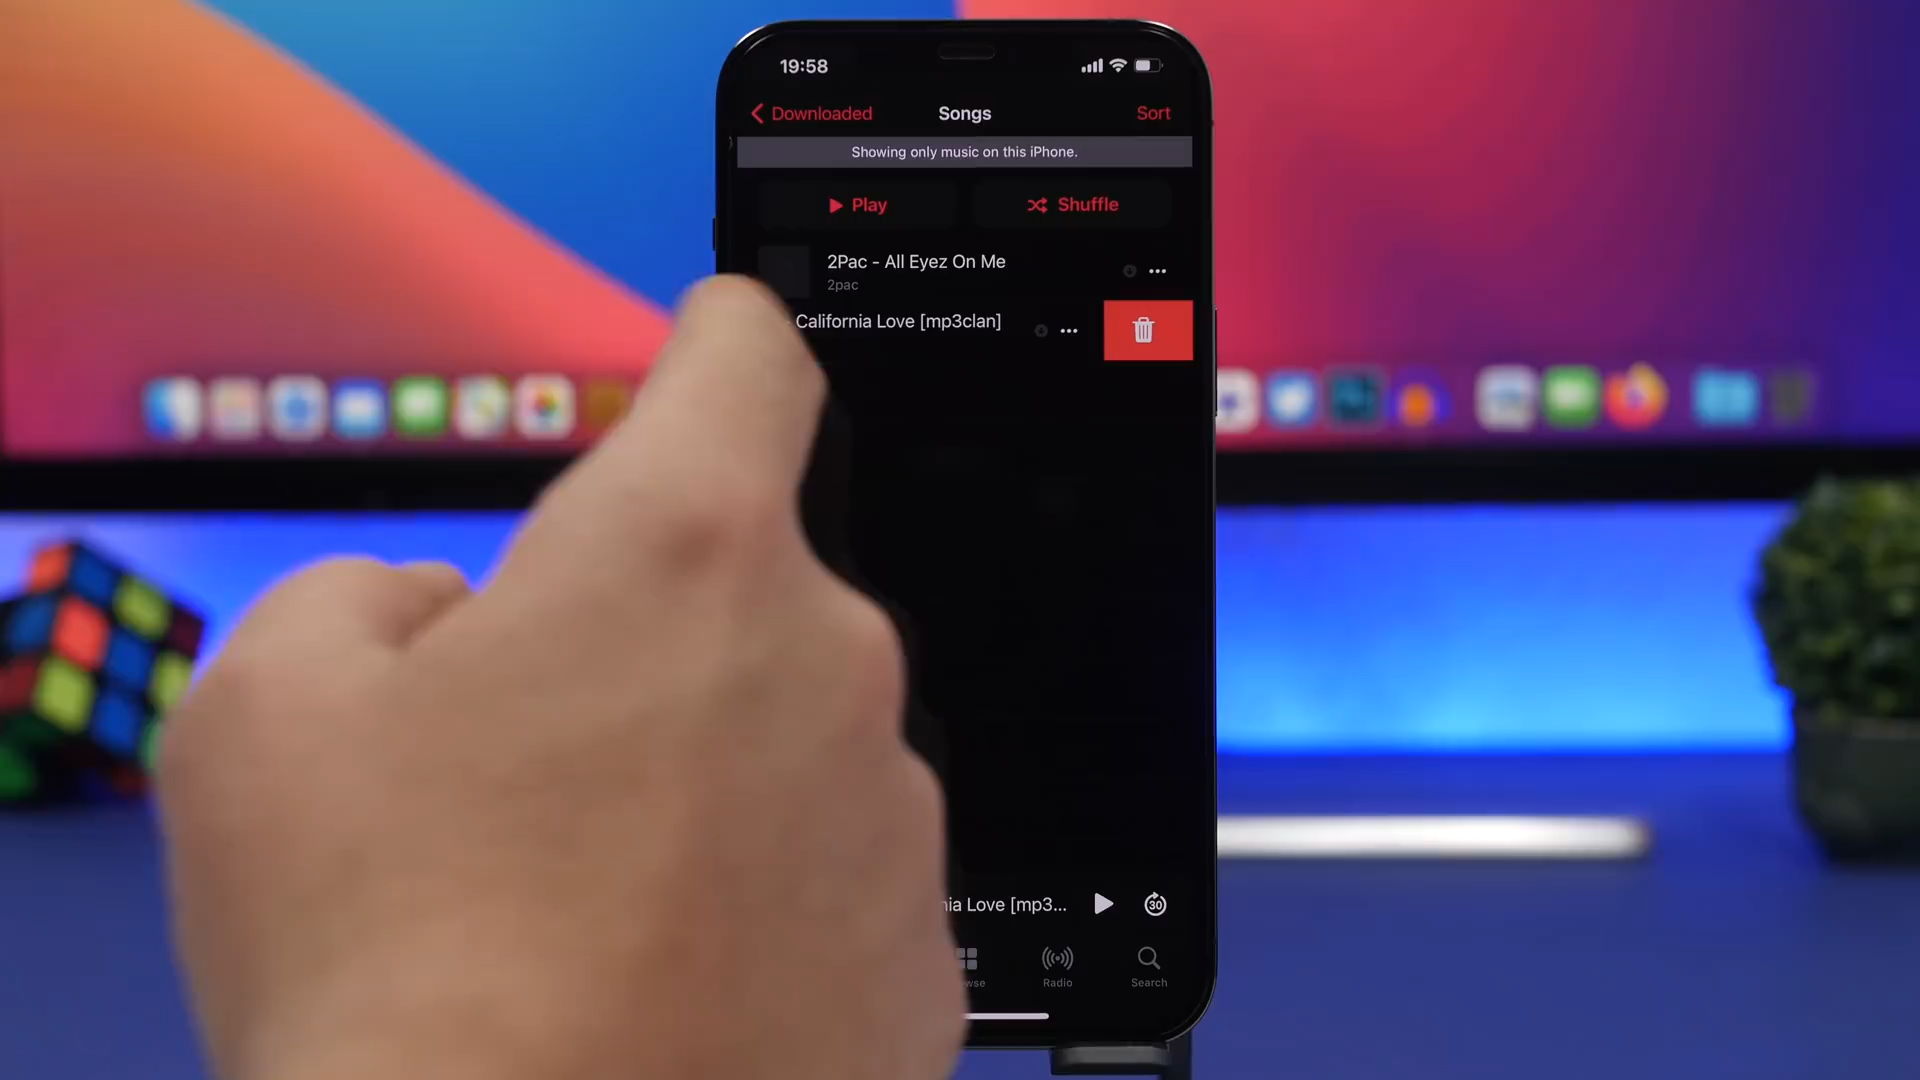 19:58
Downloaded
Songs
Sort
Showing only music on this iPhone.
Play
Shuffle
2Pac - All Eyez On Me
2pac
California Love [mp3clan]
ia Love [mp3...
30
wse
Radio
Search